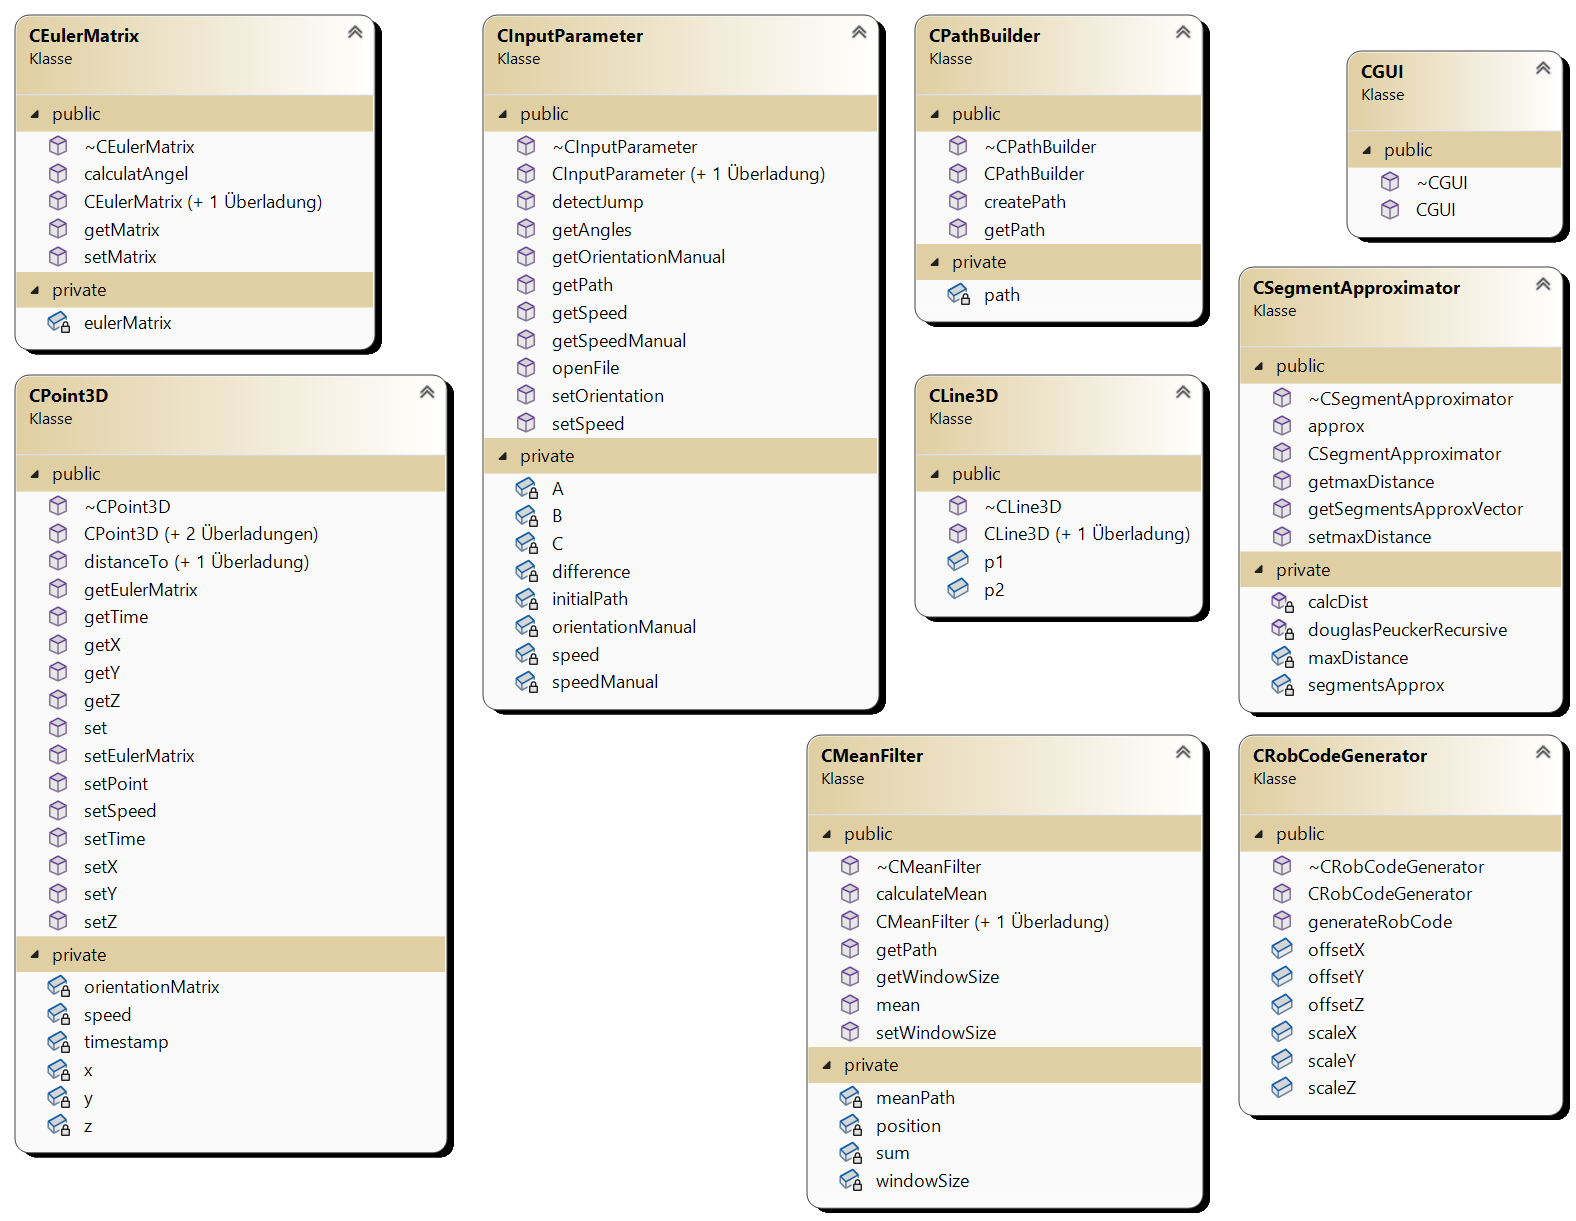 CEulerMatrix
Klasse
public
~CEulerMatrix
calculatAngel
CEulerMatrix (+ 1 Überladung)
getMatrix
setMatrix
private
eulerMatrix
CPoint3D
Klasse
public
~CPoint3D
CPoint3D (+ 2 Überladungen)
distanceTo (+ 1 Überladung)
getEulerMatrix
getTime
getX
getY
getZ
set
setEulerMatrix
setPoint
setSpeed
setTime
setX
setY
setZ
private
orientationMatrix
speed
timestamp
x
y
z
CInputParameter
Klasse
public
~CInputParameter
CInputParameter (+ 1 Überladung)
detectJump
getAngles
getOrientationManual
getPath
getSpeed
getSpeedManual
openFile
setOrientation
setSpeed
private
A
B
C
difference
initialPath
orientationManual
speed
speedManual
CPathBuilder
Klasse
public
~CPathBuilder
CPathBuilder
createPath
getPath
private
path
CLine3D
Klasse
public
~CLine3D
CLine3D (+ 1 Überladung)
p1
p2
CMeanFilter
Klasse
public
~CMeanFilter
calculateMean
CMeanFilter (+ 1 Überladung)
getPath
getWindowSize
mean
setWindowSize
private
meanPath
position
sum
windowSize
CGUI
Klasse
public
~CGUI
CGUI
CSegmentApproximator
Klasse
public
~CSegmentApproximator
approx
CSegmentApproximator
getmaxDistance
getSegmentsApproxVector
setmaxDistance
private
calcDist
douglasPeuckerRecursive
maxDistance
segmentsApprox
CRobCodeGenerator
Klasse
public
~CRobCodeGenerator
CRobCodeGenerator
generateRobCode
offsetX
offsetY
offsetZ
scaleX
scaleY
scaleZ